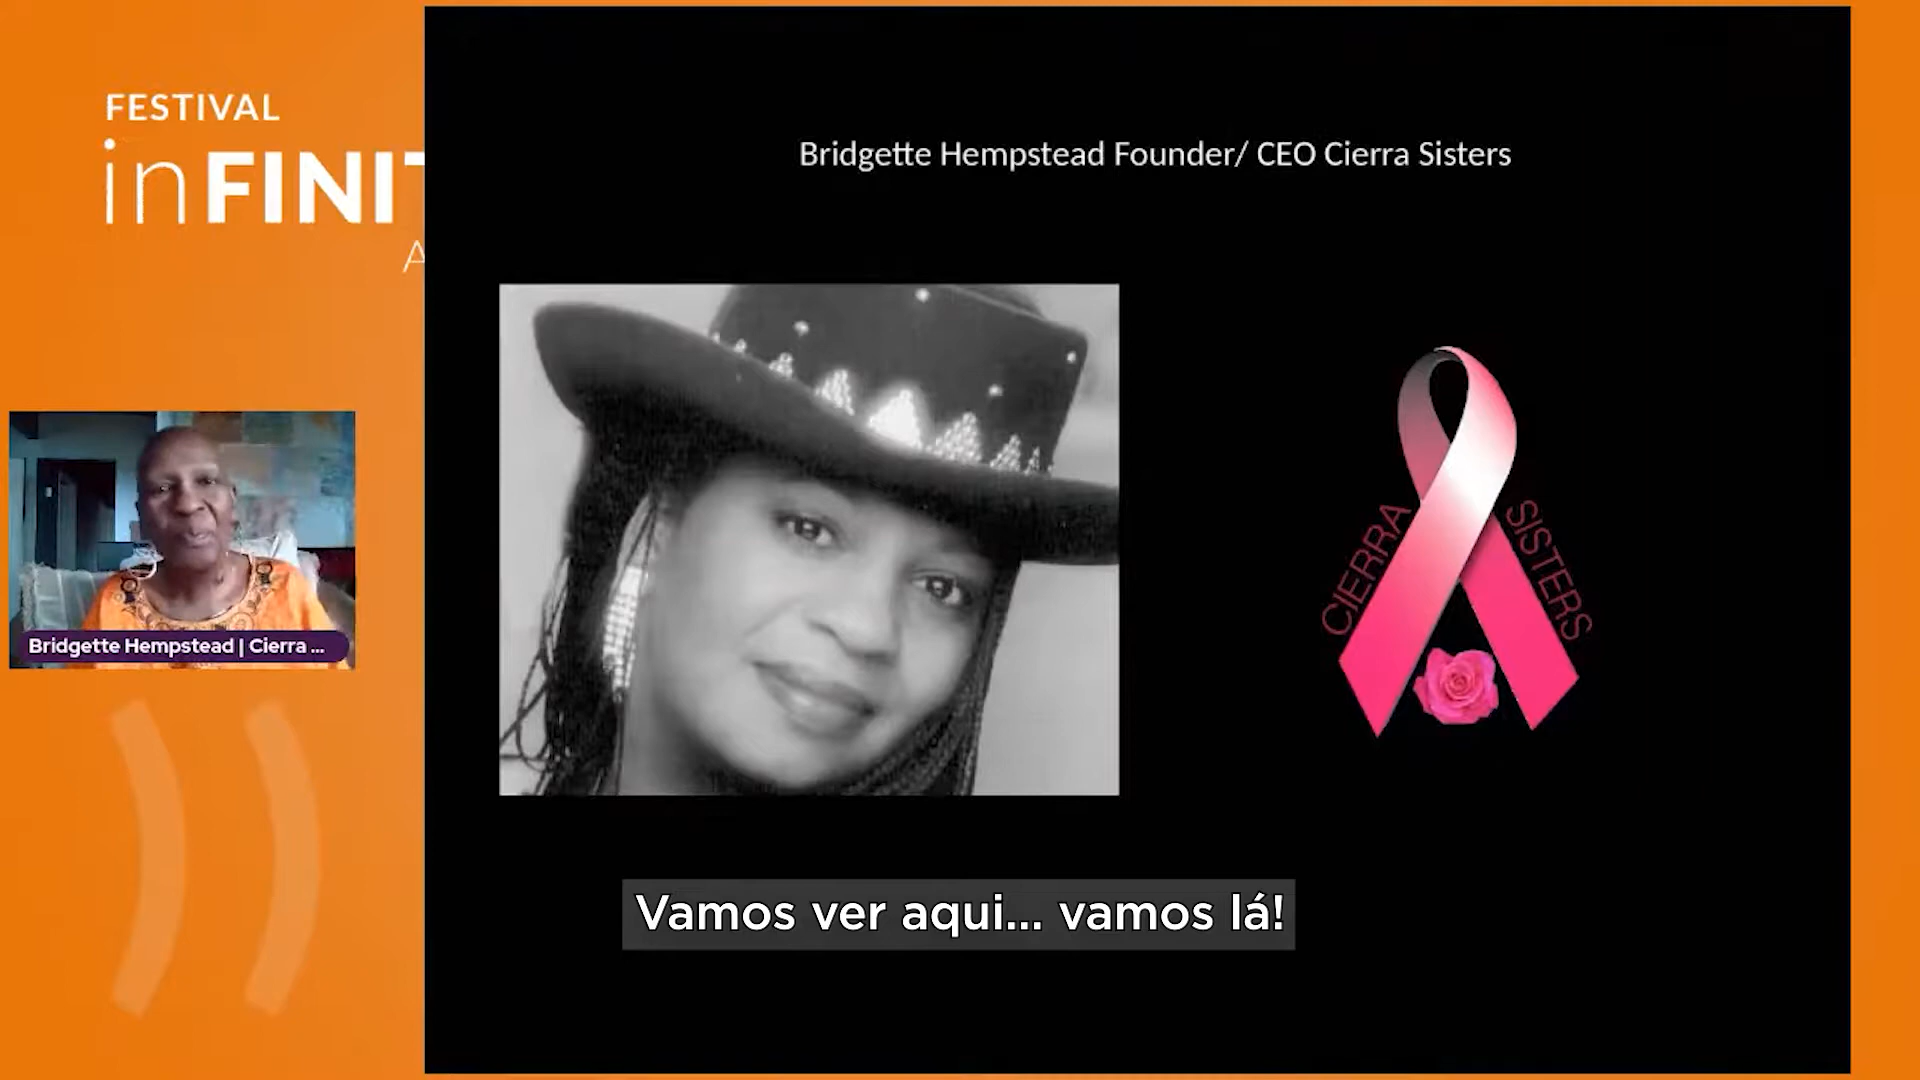 FESTIVAL
inFINIT
A
Bridgette Hempstead Founder/ CEO Cierra Sisters
CIERRA
SISTERS
Bridgette Hempstead | Cierra ...
Vamos ver aqui... vamos lá!